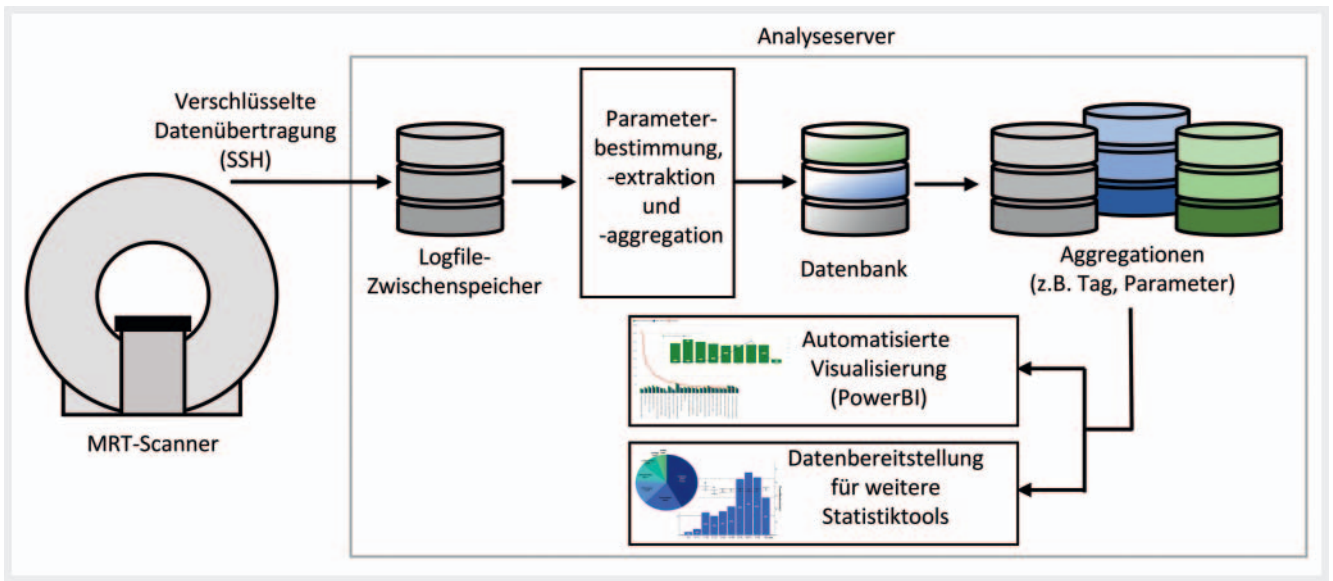 Analyseserver
Verschlüsselte
Datenübertragung
(SSH)
MRT-Scanner
Logfile-
Zwischenspeicher
Parameter-
bestimmung,
-extraktion
und
-aggregation
Datenbank
Aggregationen
(z.B. Tag, Parameter)
Automatisierte
Visualisierung
(PowerBI)
Datenbereitstellung
für weitere
Statistiktools